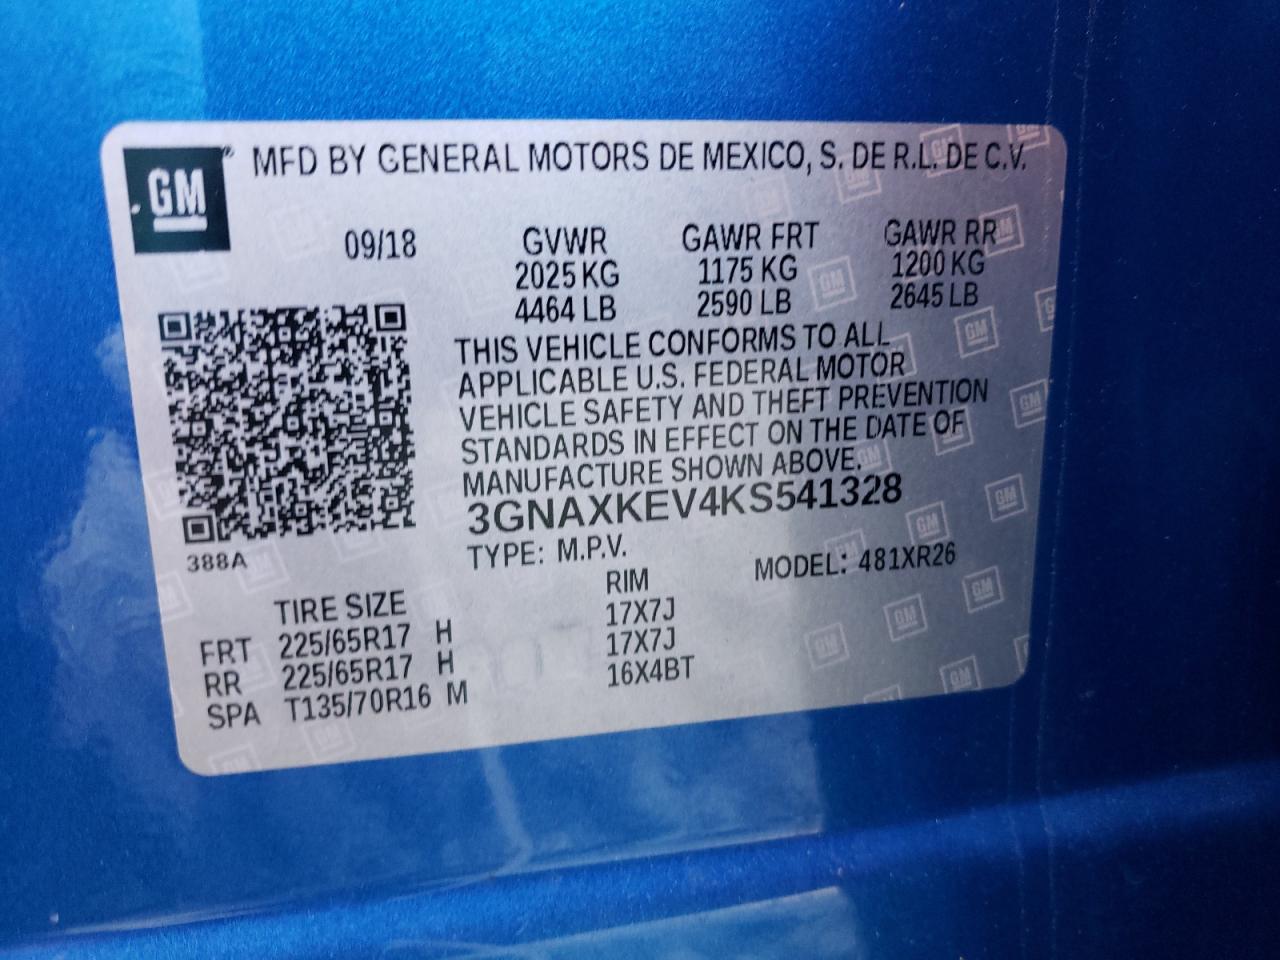 GM® MFD BY GENERAL MOTORS DE MEXICO, S. DE R.L. DE C.V.
09/18 GVWR GAWR FRT GAWR RR
2025 KG 1175 KG 1200 KG
4464 LB 2590 LB 2645 LB
THIS VEHICLE CONFORMS TO ALL
APPLICABLE U.S. FEDERAL MOTOR
VEHICLE SAFETY AND THEFT PREVENTION
STANDARDS IN EFFECT ON THE DATE OF
MANUFACTURE SHOWN ABOVE.
3GNAXKEV4KS541328
388A TYPE: M.P.V. MODEL: 481XR26
TIRE SIZE RIM
FRT 225/65R17 H 17X7J
RR 225/65R17 H 17X7J
SPA T135/70R16 M 16X4BT